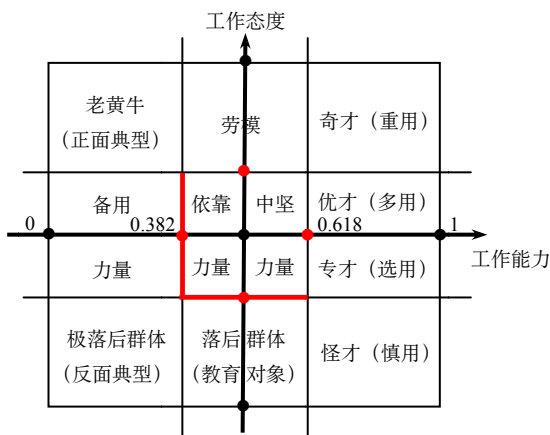 工作态度
老黄牛
（正面典型）
劳模
奇才（重用）
备用
依靠
中坚
优才（多用）
0
0.382
0.618
1
工作能力
力量
力量
力量
专才（选用）
极落后群体
（反面典型）
落后群体
（教育对象）
怪才（慎用）